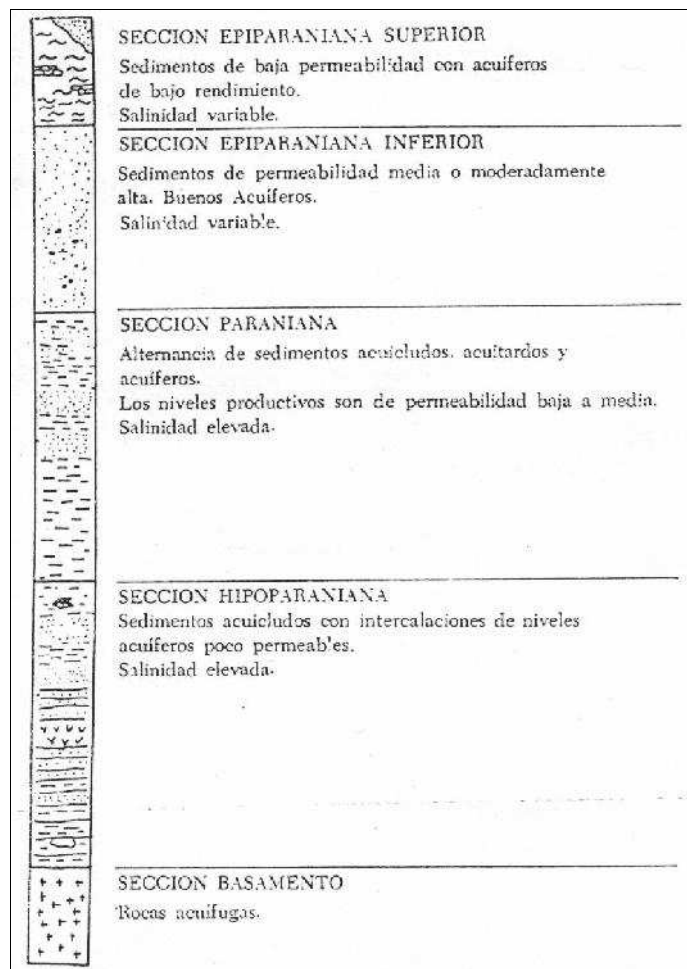 SECCION EPIPARANIANA SUPERIOR
Sedimentos de baja permeabilidad con acuíferos
de bajo rendimiento.
Salinidad variable.
SECCION EPIPARANIANA INFERIOR
Sedimentos de permeabilidad media o moderadamente
alta. Buenos Acuíferos.
Salinidad variable.
SECCION PARANIANA
Alternancia de sedimentos acuicludos, acuitardos y
acuíferos.
Los niveles productivos son de permeabilidad baja a media.
Salinidad elevada.
SECCION HIPOPARANIANA
Sedimentos acuicludos con intercalaciones de niveles
acuíferos poco permeables.
Salinidad elevada.
SECCION BASAMENTO
Rocas acuífugas.